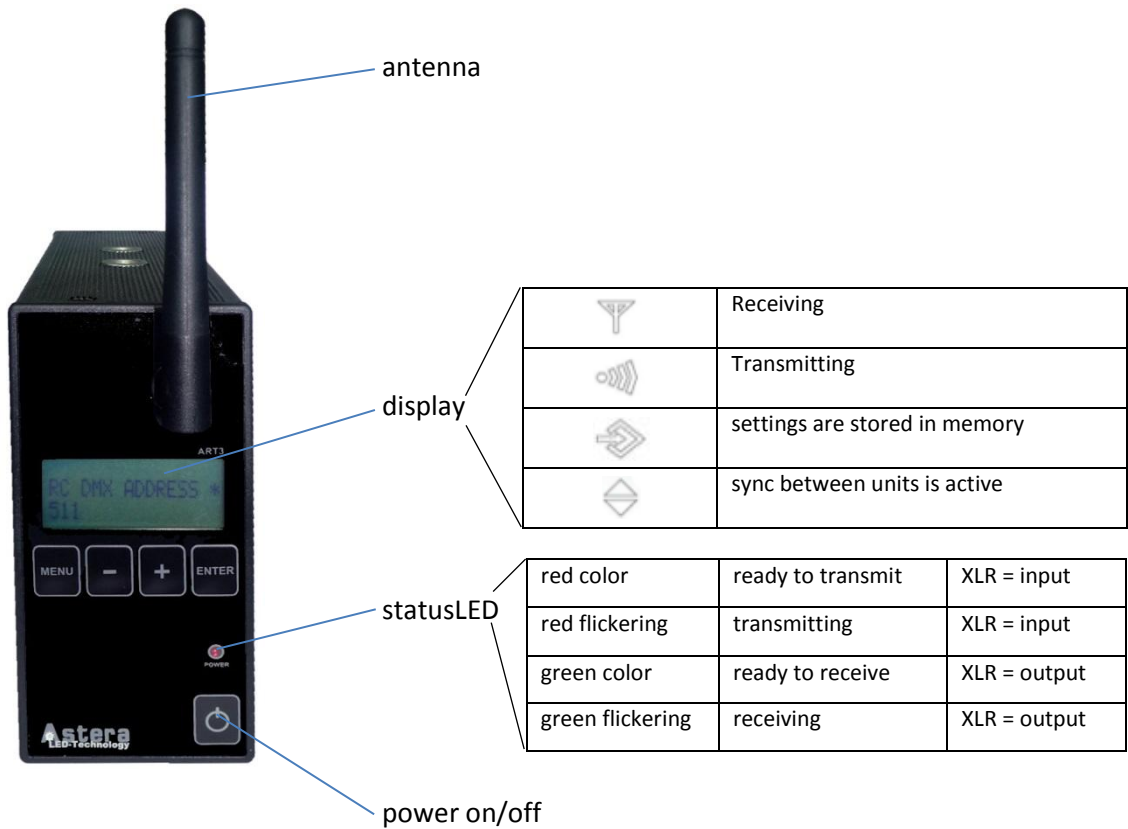 antenna
Receiving
Transmitting
display
settings are stored in memory
ART3
sync between units is active
RC DMX ADDRESS *
511
MENU - + ENTER
red color ready to transmit XLR = input
statusLED
red flickering transmitting XLR = input
POWER
green color ready to receive XLR = output
green flickering receiving XLR = output
Astera
LED-Technology
power on/off